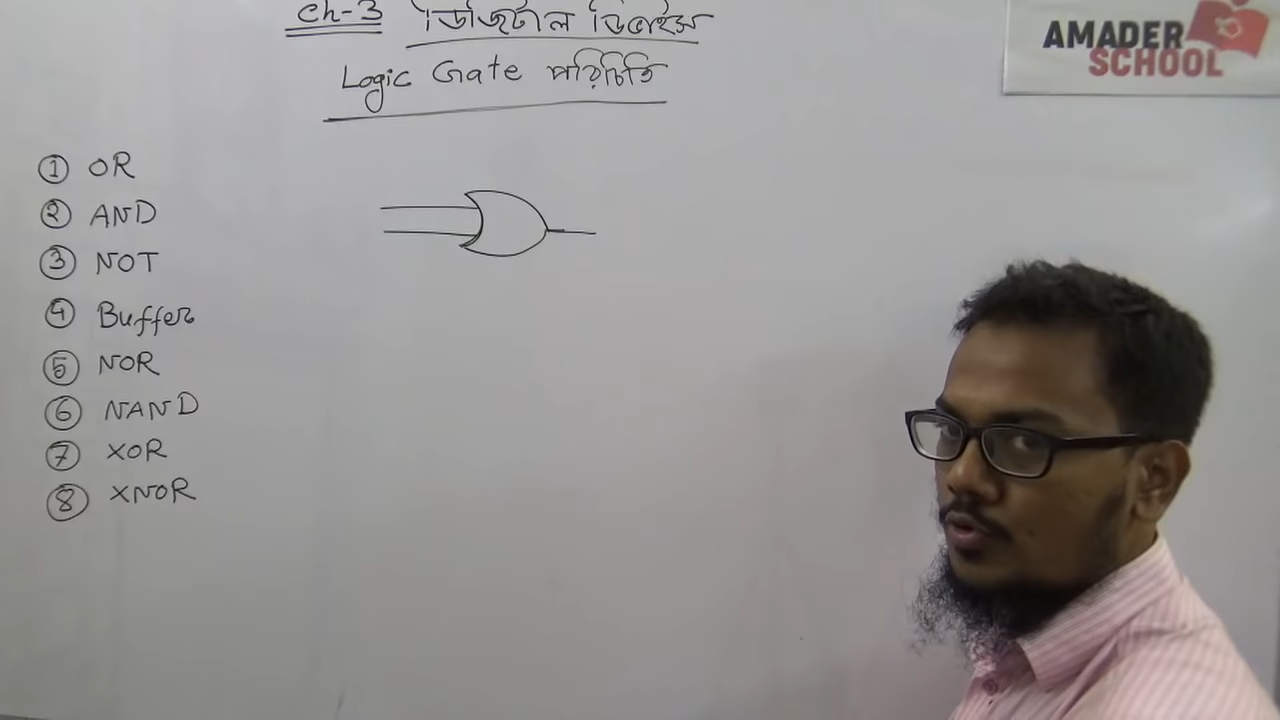 Ch-3 ডিজিটাল ডিভাইস
Logic Gate পরিচিতি
AMADER
SCHOOL
① OR
② AND
③ NOT
④ Buffer
⑤ NOR
⑥ NAND
⑦ XOR
⑧ XNOR